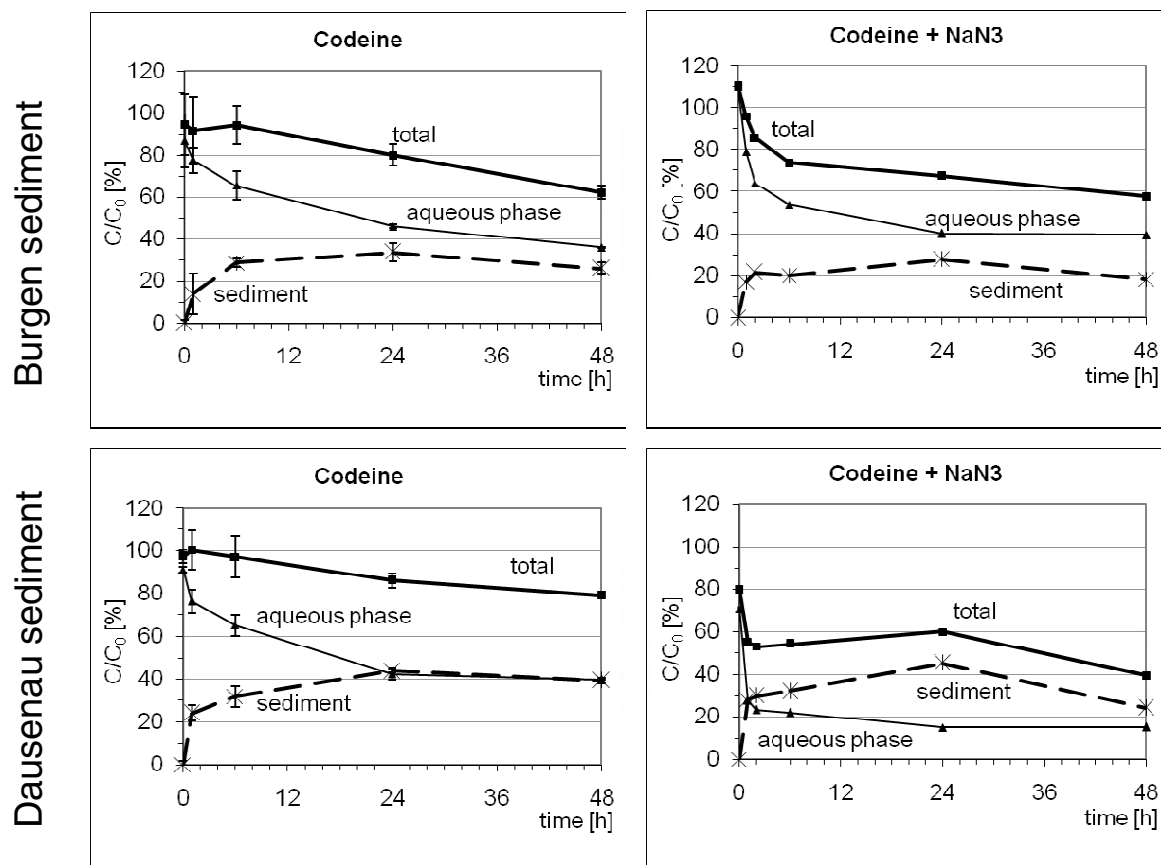 Burgen sediment
Codeine
120
100
80
60
40
20
0
C/C0 [%]
total
aqueous phase
sediment
0 12 24 36 48
timc [h]
Codeine + NaN3
120
100
80
60
40
20
0
C/C0 [%]
total
aqueous phase
sediment
0 12 24 36 48
time [h]
Dausenau sediment
Codeine
120
100
80
60
40
20
0
C/C0 [%]
total
aqueous phase
sediment
0 12 24 36 48
time [h]
Codeine + NaN3
120
100
80
60
40
20
0
C/C0 [%]
total
sediment
aqueous phase
0 12 24 36 48
time [h]